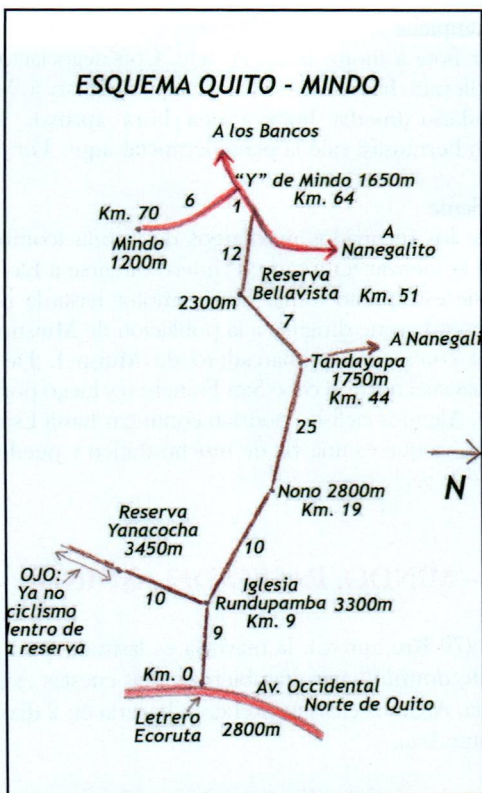 ESQUEMA QUITO - MINDO
A los Bancos
"Y" de Mindo 1650m
Km. 64
6
1
Km. 70
Mindo
1200m
A
Nanegalito
12
Reserva
Bellavista
Km. 51
2300m
7
A Nanegali
Tandayapa
1750m
Km. 44
25
N
Nono 2800m
Km. 19
Reserva
Yanacocha
3450m
10
OJO:
Ya no
ciclismo
dentro de
a reserva
10
Iglesia
Rundupamba
Km. 9
3300m
9
Km. 0
Av. Occidental
Norte de Quito
Letrero
Ecoruta
2800m